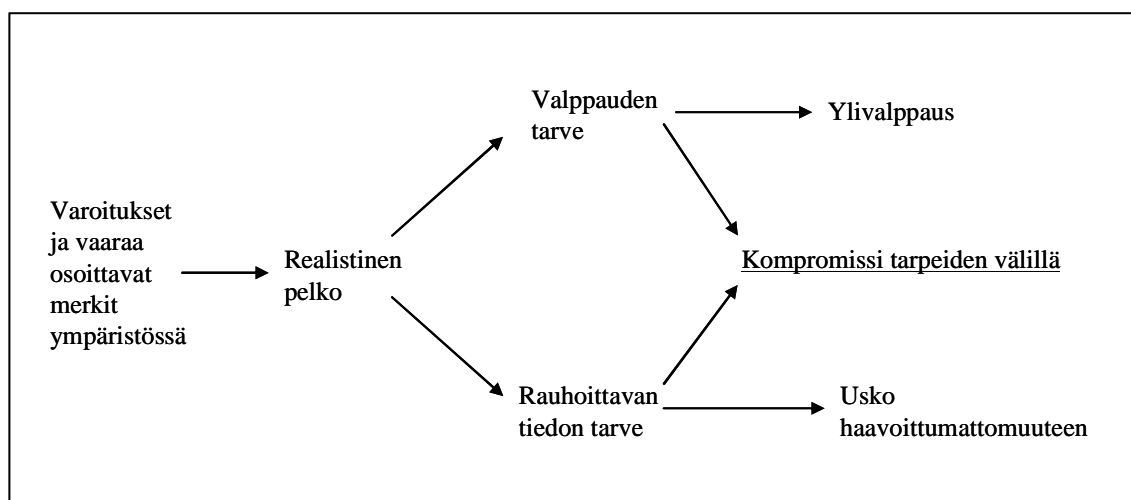 Varoitukset
ja vaaraa
osoittavat
merkit
ympäristössä
Realistinen
pelko
Valppauden
tarve
Ylivalppaus
Kompromissi tarpeiden välillä
Rauhoittavan
tiedon tarve
Usko
haavoittumattomuuteen